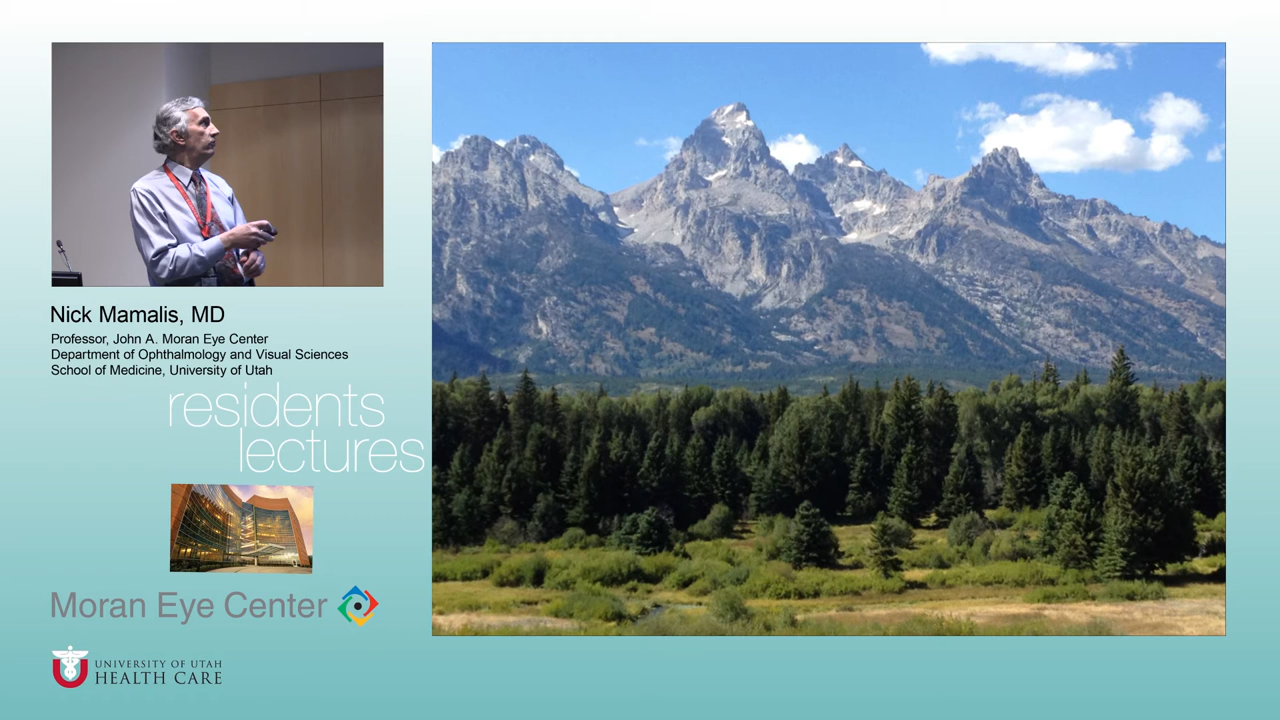 Nick Mamalis, MD
Professor, John A. Moran Eye Center
Department of Ophthalmology and Visual Sciences
School of Medicine, University of Utah
residents
lectures
Moran Eye Center
UNIVERSITY OF UTAH
HEALTH CARE